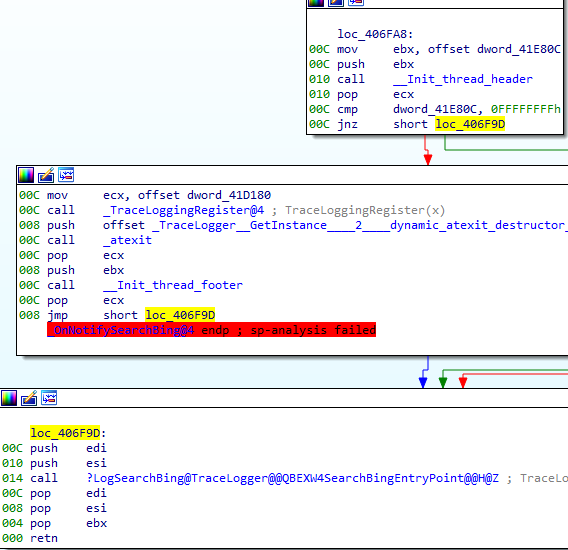 loc_406FA8:
00C mov ebx, offset dword_41E80C
00C push ebx
010 call __Init_thread_header
010 pop ecx
00C cmp dword_41E80C, 0FFFFFFFFh
00C jnz short loc_406F9D
00C mov ecx, offset dword_41D180
00C call _TraceLoggingRegister@4 ; TraceLoggingRegister(x)
008 push offset _TraceLogger__GetInstance____2____dynamic_atexit_destructor_
00C call _atexit
00C pop ecx
008 push ebx
00C call __Init_thread_footer
00C pop ecx
008 jmp short loc_406F9D
_OnNotifySearchBing@4 endp ; sp-analysis failed
loc_406F9D:
00C push edi
010 push esi
014 call ?LogSearchBing@TraceLogger@@QBEXW4SearchBingEntryPoint@@H@Z ; TraceLo
00C pop edi
008 pop esi
004 pop ebx
000 retn